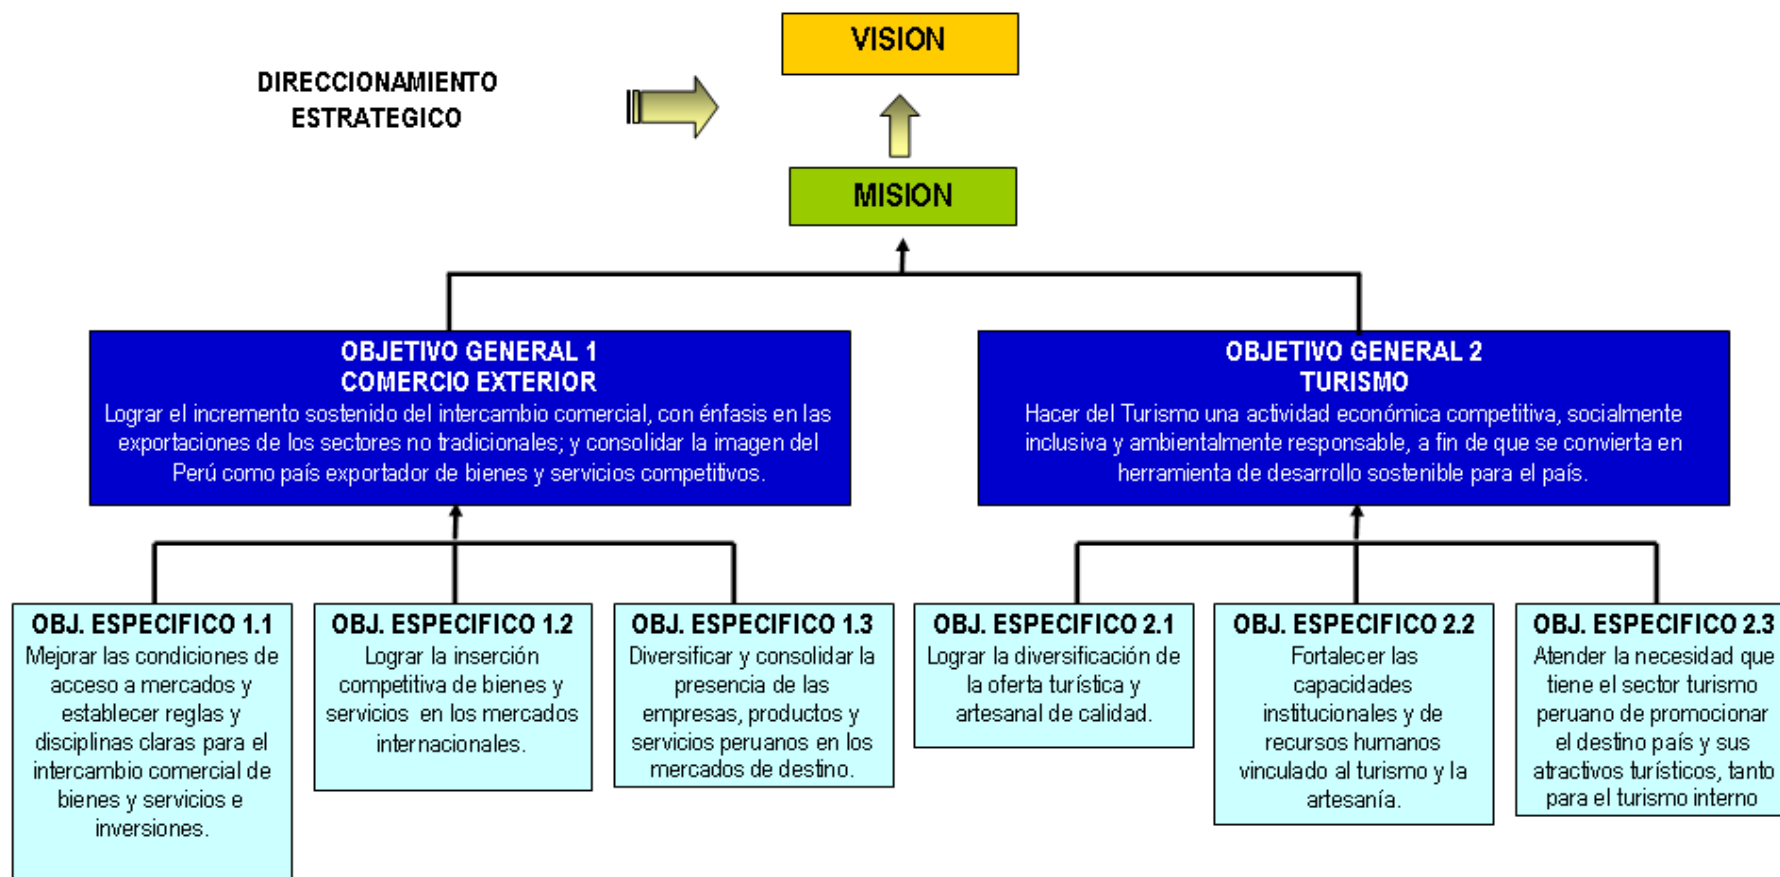 VISION
DIRECCIONAMIENTO
ESTRATEGICO
MISION
OBJETIVO GENERAL 1
COMERCIO EXTERIOR
Lograr el incremento sostenido del intercambio comercial, con énfasis en las
exportaciones de los sectores no tradicionales; y consolidar la imagen del
Perú como país exportador de bienes y servicios competitivos.
OBJETIVO GENERAL 2
TURISMO
Hacer del Turismo una actividad económica competitiva, socialmente
inclusiva y ambientalmente responsable, a fin de que se convierta en
herramienta de desarrollo sostenible para el país.
OBJ. ESPECIFICO 1.1
Mejorar las condiciones de
acceso a mercados y
establecer reglas y
disciplinas claras para el
intercambio comercial de
bienes y servicios e
inversiones.
OBJ. ESPECIFICO 1.2
Lograr la inserción
competitiva de bienes y
servicios en los mercados
internacionales.
OBJ. ESPECIFICO 1.3
Diversificar y consolidar la
presencia de las
empresas, productos y
servicios peruanos en los
mercados de destino.
OBJ. ESPECIFICO 2.1
Lograr la diversificación de
la oferta turística y
artesanal de calidad.
OBJ. ESPECIFICO 2.2
Fortalecer las
capacidades
institucionales y de
recursos humanos
vinculado al turismo y la
artesanía.
OBJ. ESPECIFICO 2.3
Atender la necesidad que
tiene el sector turismo
peruano de promocionar
el destino país y sus
atractivos turísticos, tanto
para el turismo interno